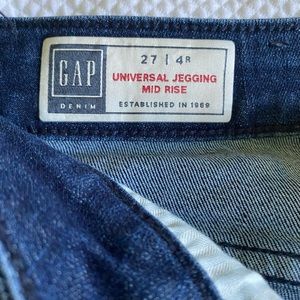 GAP
DENIM
27 | 4R
UNIVERSAL JEGGING
MID RISE
ESTABLISHED IN 1969